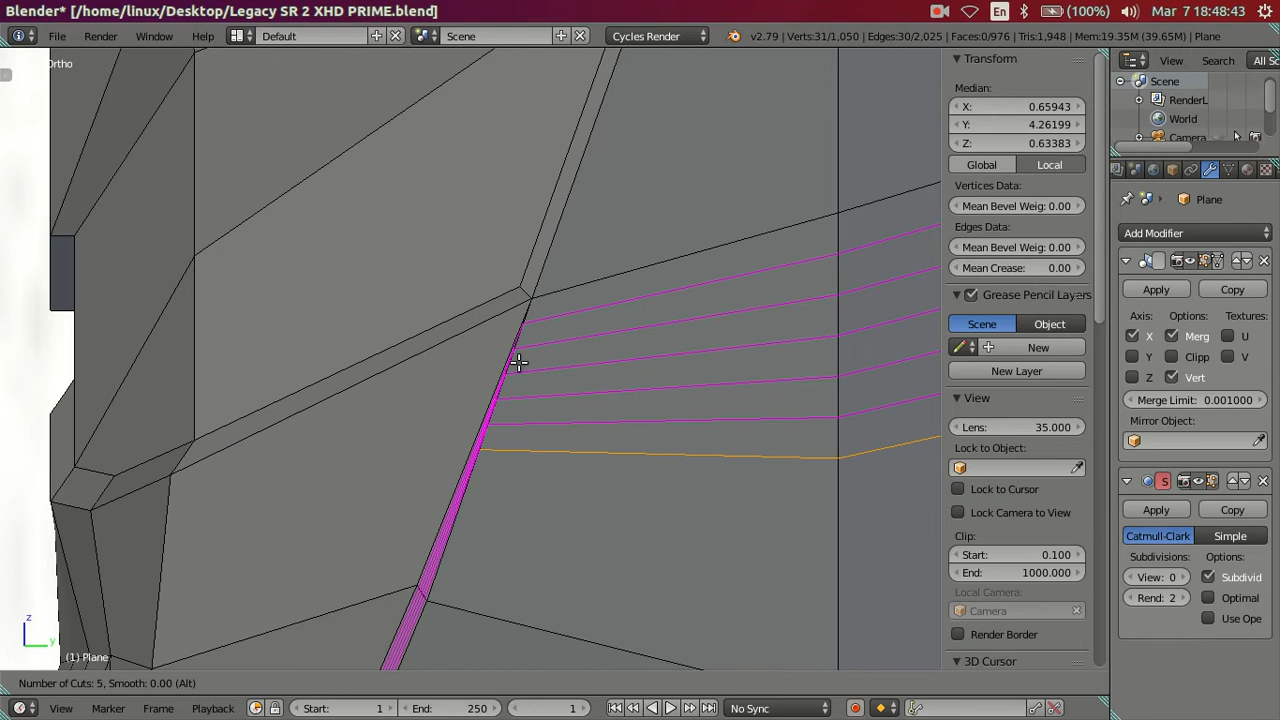 Blender* [/home/linux/Desktop/Legacy SR 2 XHD PRIME.blend]
En
(100%)
Mar 7 18:48:43
File
Render
Window
Help
Default
Scene
Cycles Render
v2.79 | Verts:31/1,050 | Edges:30/2,025 | Faces:0/976 | Tris:1,948 | Mem:19.35M (39.65M) | Plane
View
Search
All Sc
Ortho
Transform
Median:
X: 0.65943
Y: 4.26199
Z: 0.63383
Global
Local
Vertices Data:
Mean Bevel Weig: 0.00
Edges Data:
Mean Bevel Weig: 0.00
Mean Crease: 0.00
Grease Pencil Layers
Scene
Object
New
New Layer
View
Lens: 35.000
Lock to Object:
Lock to Cursor
Lock Camera to View
Clip:
Start: 0.100
End: 1000.000
Local Camera:
Camera
Render Border
3D Cursor
Scene
RenderL
World
Camera
Plane
Add Modifier
Apply
Copy
Axis:
Options:
Textures:
X
Merg
U
Y
Clipp
V
Z
Vert
Merge Limit: 0.001000
Mirror Object:
S
Apply
Copy
Catmull-Clark
Simple
Subdivisions:
Options:
View: 0
Subdivid
Rend: 2
Optimal
Use Ope
z
y
(1) Plane
Number of Cuts: 5, Smooth: 0.00 (Alt)
View
Marker
Frame
Playback
Start: 1
End: 250
1
No Sync